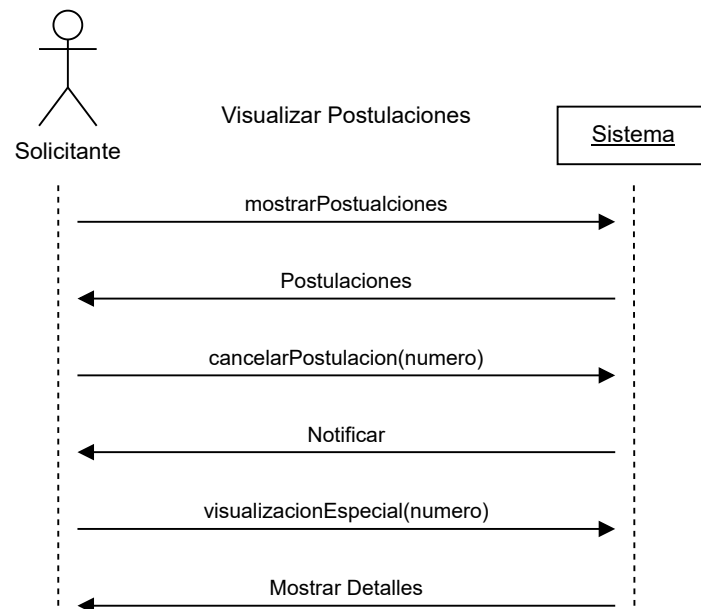 Visualizar Postulaciones
Solicitante
Sistema
mostrarPostualciones
Postulaciones
cancelarPostulacion(numero)
Notificar
visualizacionEspecial(numero)
Mostrar Detalles